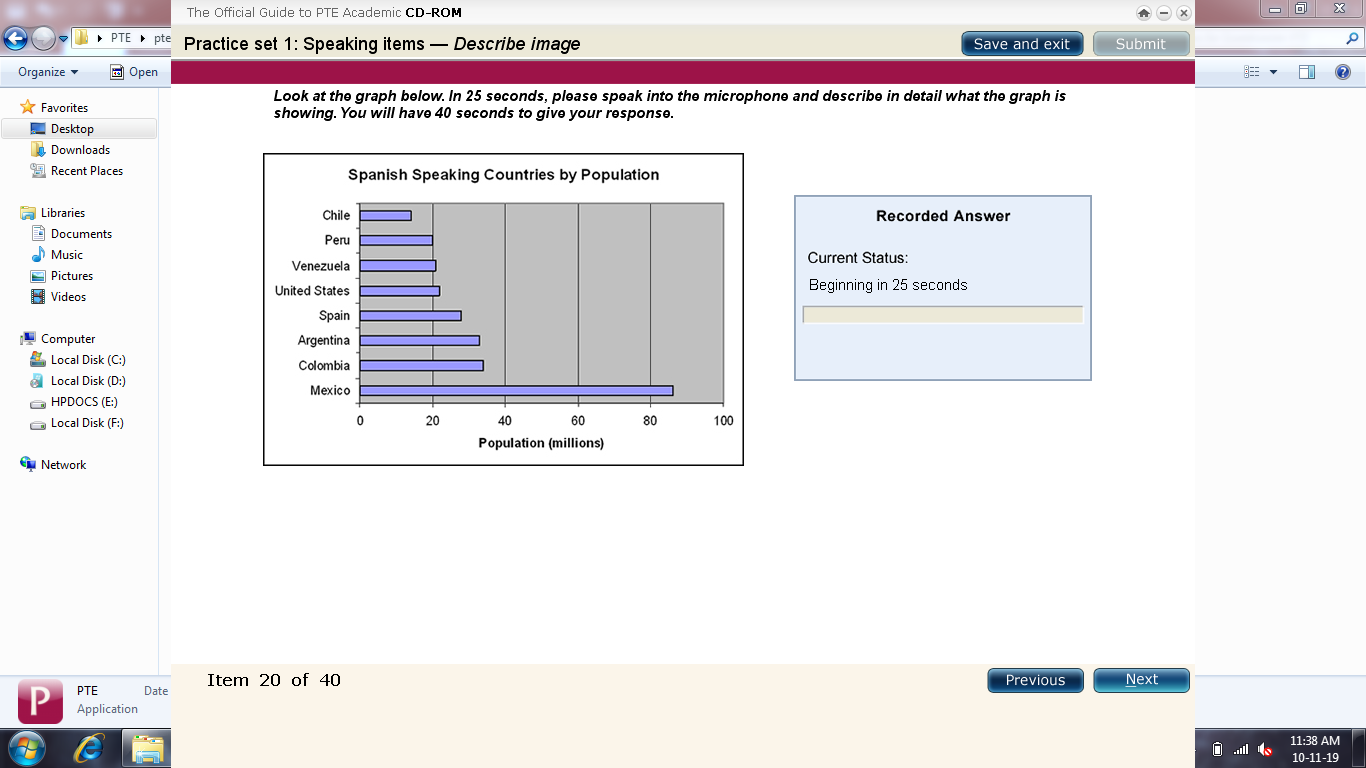 The Official Guide to PTE Academic CD-ROM
Practice set 1: Speaking items — Describe image
Save and exit
Submit
PTE
pte
Organize
Open
Favorites
Desktop
Downloads
Recent Places
Libraries
Documents
Music
Pictures
Videos
Computer
Local Disk (C:)
Local Disk (D:)
HPDOCS (E:)
Local Disk (F:)
Network
Look at the graph below. In 25 seconds, please speak into the microphone and describe in detail what the graph is
showing. You will have 40 seconds to give your response.
Spanish Speaking Countries by Population
Chile
Peru
Venezuela
United States
Spain
Argentina
Colombia
Mexico
0 20 40 60 80 100
Population (millions)
Recorded Answer
Current Status:
Beginning in 25 seconds
Item 20 of 40
Previous
Next
P
PTE
Date
Application
11:38 AM
10-11-19